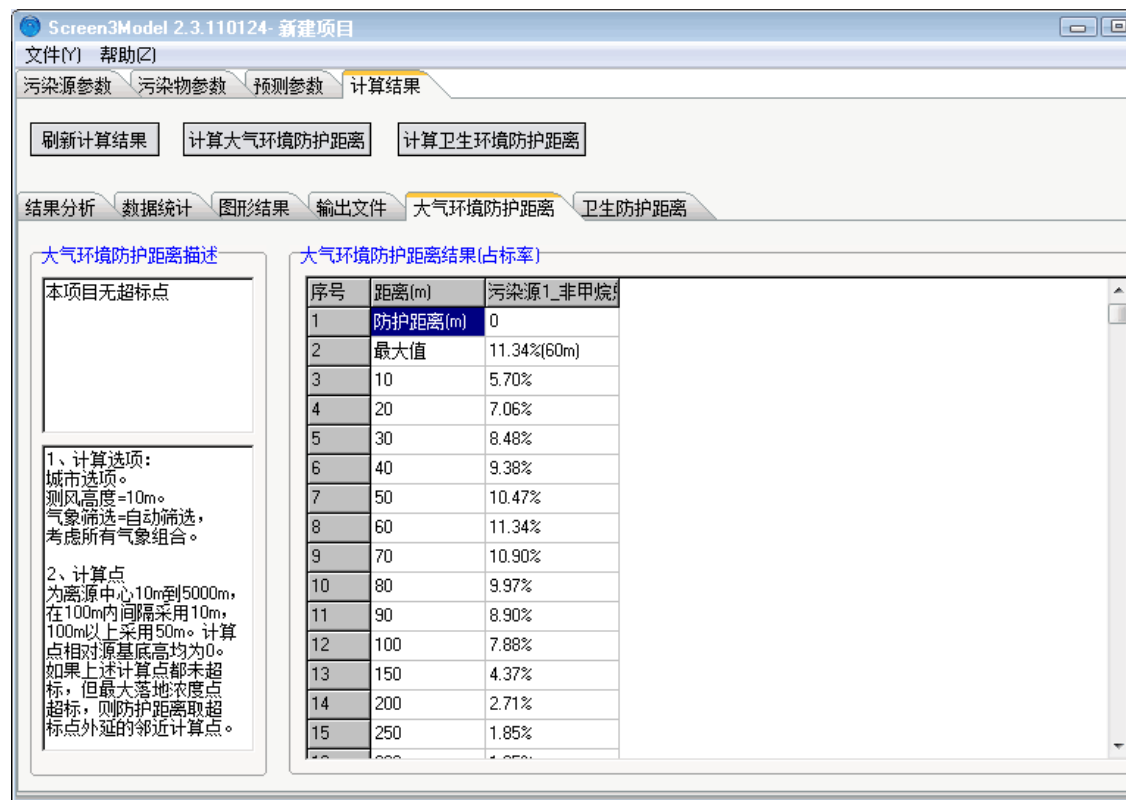 Screen3Model 2.3.110124- 新建项目
文件(Y) 帮助(Z)
污染源参数 污染物参数 预测参数 计算结果
刷新计算结果 计算大气环境防护距离 计算卫生环境防护距离
结果分析 数据统计 图形结果 输出文件 大气环境防护距离 卫生防护距离
大气环境防护距离描述
本项目无超标点
1、计算选项:
城市选项。
测风高度=10m。
气象筛选=自动筛选,
考虑所有气象组合。
2、计算点
为离源中心10m到5000m,
在100m内间隔采用10m,
100m以上采用50m。计算
点相对源基底高均为0。
如果上述计算点都未超
标,但最大落地浓度点
超标,则防护距离取超
标点外延的邻近计算点。
大气环境防护距离结果(占标率)
序号 距离(m) 污染源1_非甲烷
1 防护距离(m) 0
2 最大值 11.34%(60m)
3 10 5.70%
4 20 7.06%
5 30 8.48%
6 40 9.38%
7 50 10.47%
8 60 11.34%
9 70 10.90%
10 80 9.97%
11 90 8.90%
12 100 7.88%
13 150 4.37%
14 200 2.71%
15 250 1.85%